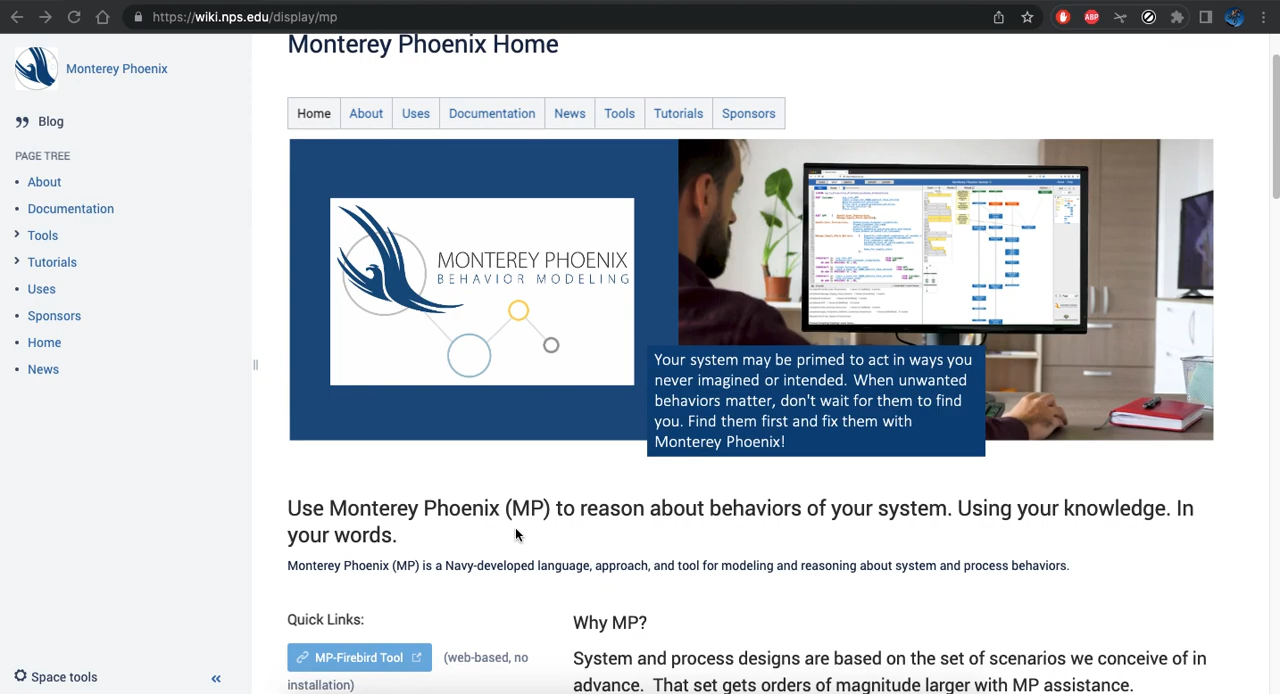 https://wiki.nps.edu/display/mp
ABP
Monterey Phoenix
Blog
PAGE TREE
About
Documentation
Tools
Tutorials
Uses
Sponsors
Home
News
Space tools
Monterey Phoenix Home
Home About Uses Documentation News Tools Tutorials Sponsors
MONTEREY PHOENIX
BEHAVIOR MODELING
Your system may be primed to act in ways you
never imagined or intended. When unwanted
behaviors matter, don't wait for them to find
you. Find them first and fix them with
Monterey Phoenix!
Use Monterey Phoenix (MP) to reason about behaviors of your system. Using your knowledge. In
your words.
Monterey Phoenix (MP) is a Navy-developed language, approach, and tool for modeling and reasoning about system and process behaviors.
Quick Links:
MP-Firebird Tool (web-based, no
installation)
Why MP?
System and process designs are based on the set of scenarios we conceive of in
advance. That set gets orders of magnitude larger with MP assistance.